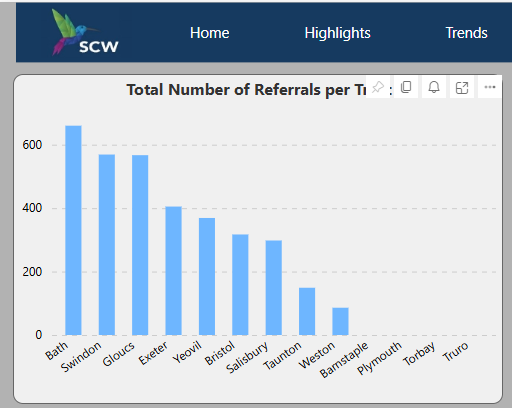 SCW
Home
Highlights
Trends
Total Number of Referrals per
600
400
200
0
Bath
Swindon
Gloucs
Exeter
Yeovil
Bristol
Salisbury
Taunton
Weston
Barnstaple
Plymouth
Torbay
Truro